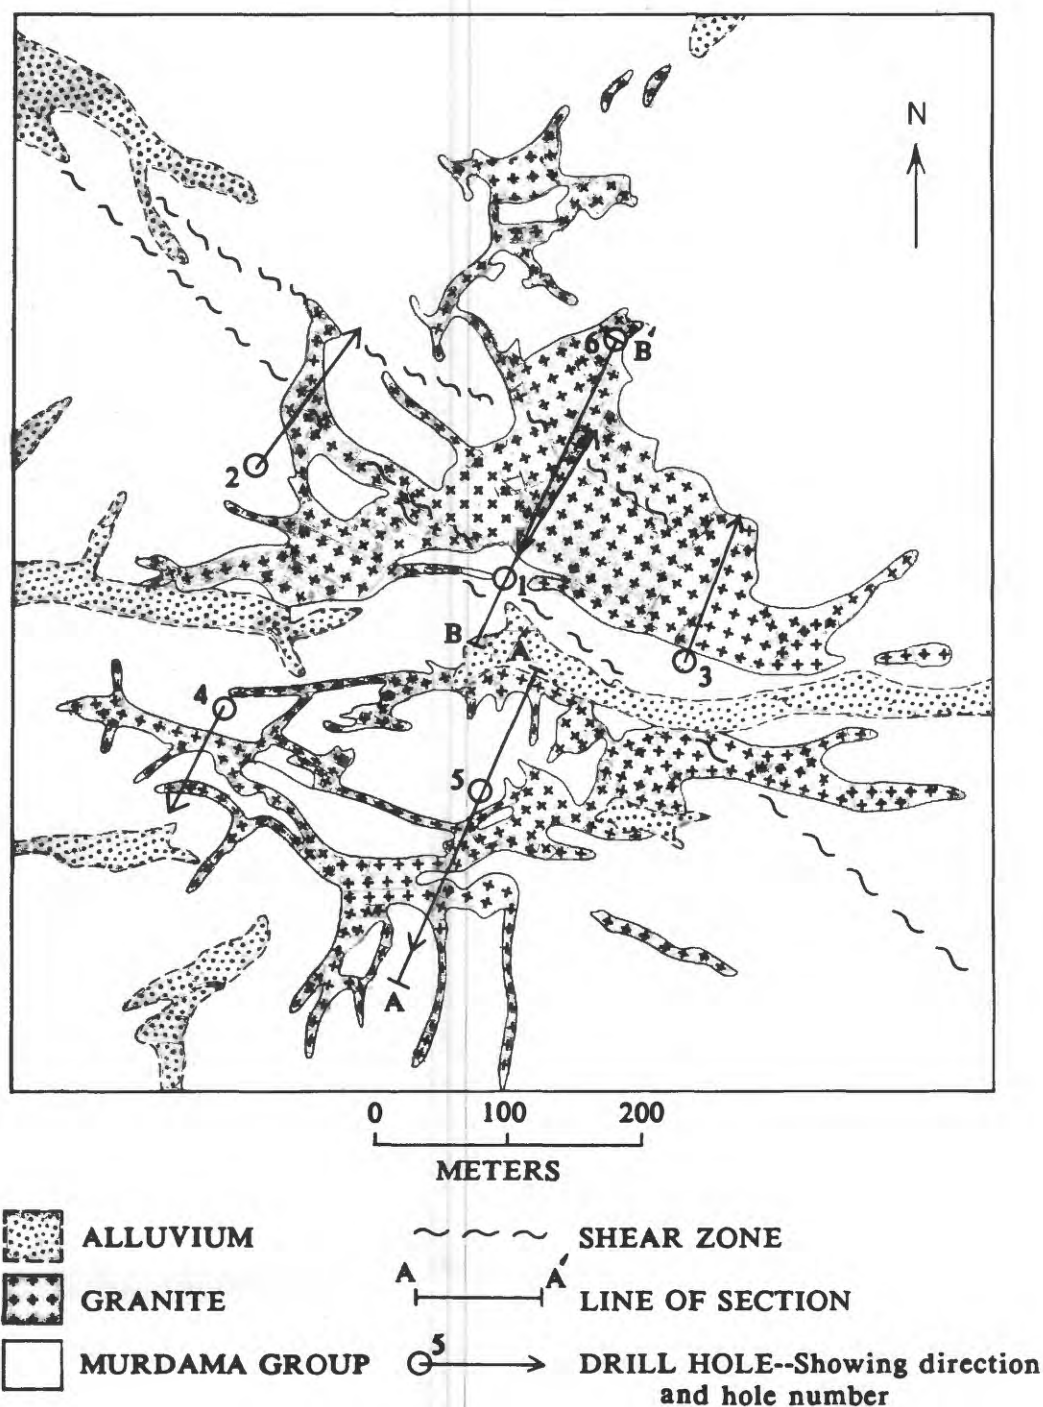 N
6
B'
2
1
B
A'
3
4
5
A
0 100 200
METERS
ALLUVIUM
GRANITE
MURDAMA GROUP
SHEAR ZONE
A A'
LINE OF SECTION
5
DRILL HOLE--Showing direction
and hole number